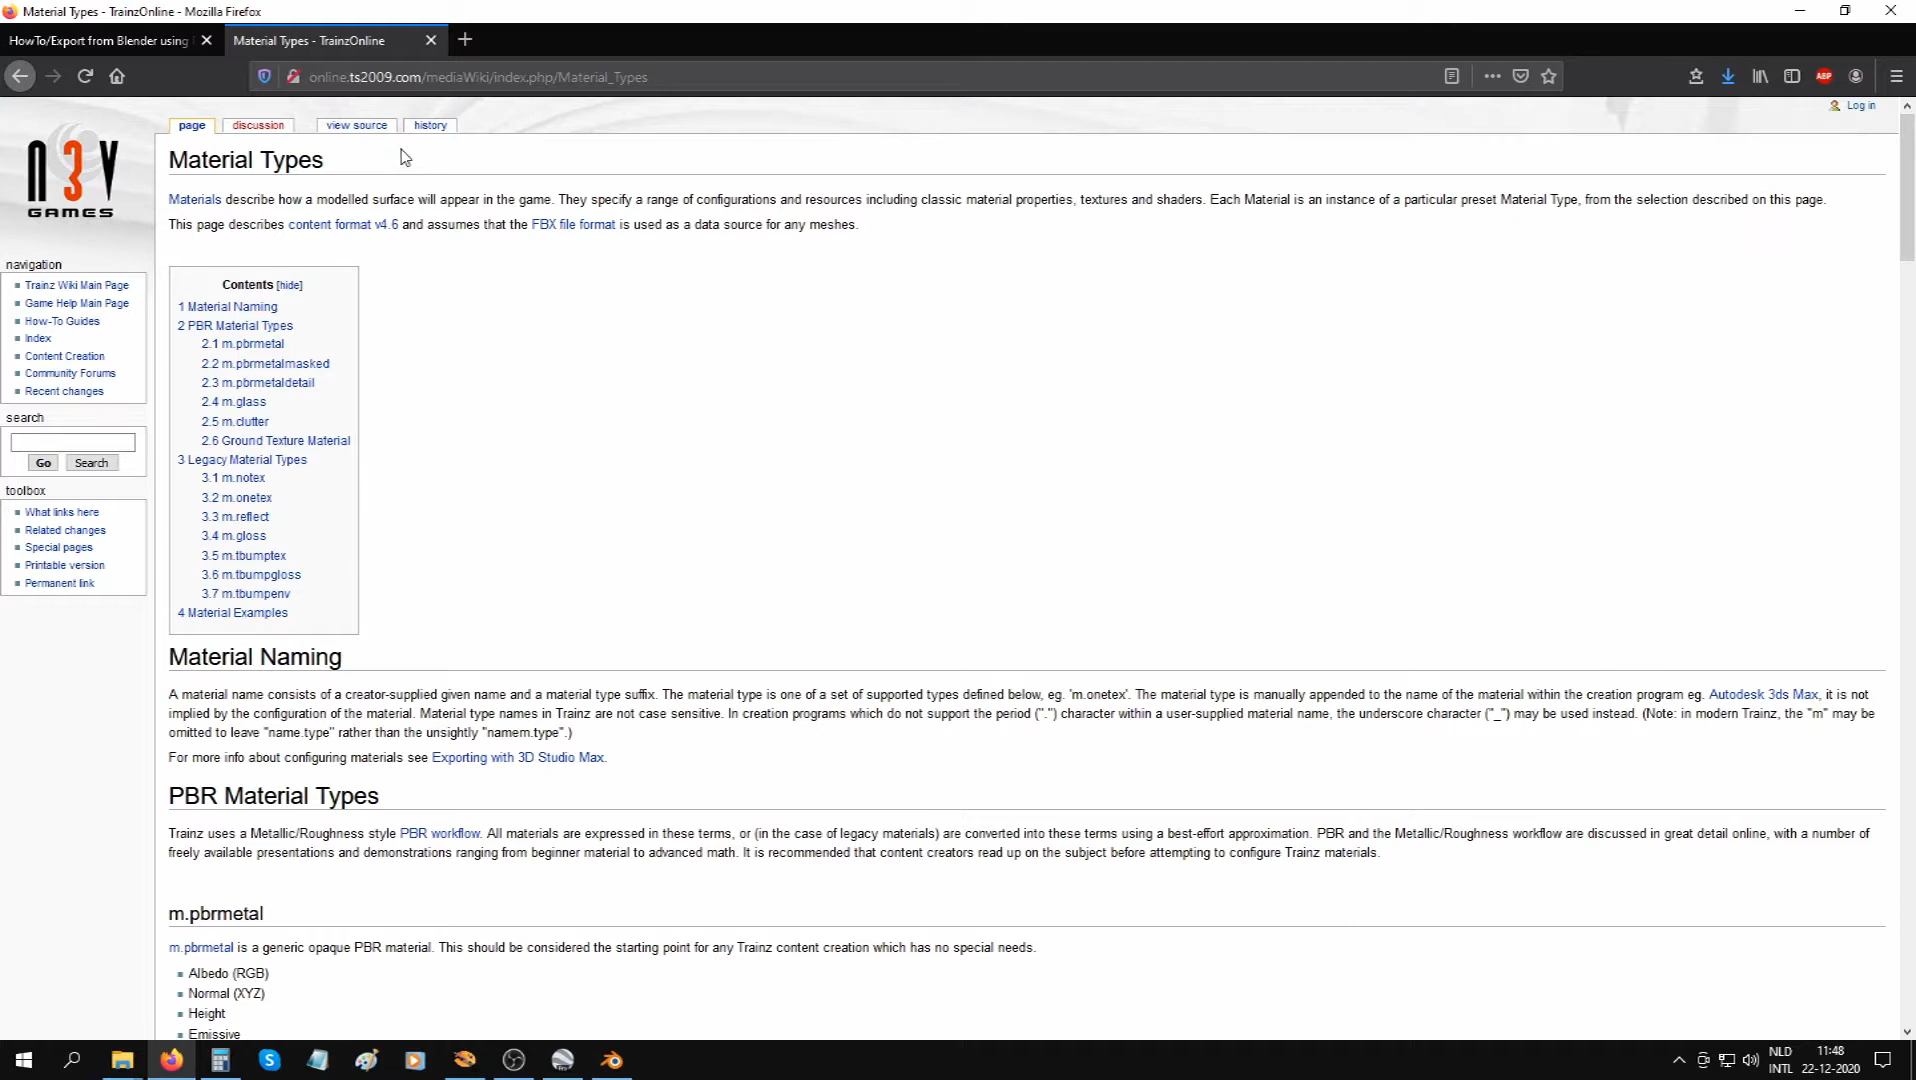 Material Types - TrainzOnline - Mozilla Firefox
HowTo/Export from Blender using
Material Types - TrainzOnline
online.ts2009.com/mediaWiki/index.php/Material_Types
ABP
Log in
page
discussion
view source
history
n3V
GAMES
Material Types
Materials describe how a modelled surface will appear in the game. They specify a range of configurations and resources including classic material properties, textures and shaders. Each Material is an instance of a particular preset Material Type, from the selection described on this page.
This page describes content format v4.6 and assumes that the FBX file format is used as a data source for any meshes.
navigation
Trainz Wiki Main Page
Game Help Main Page
How-To Guides
Index
Content Creation
Community Forums
Recent changes
search
Go
Search
toolbox
What links here
Related changes
Special pages
Printable version
Permanent link
Contents [hide]
1 Material Naming
2 PBR Material Types
2.1 m.pbrmetal
2.2 m.pbrmetalmasked
2.3 m.pbrmetaldetail
2.4 m.glass
2.5 m.clutter
2.6 Ground Texture Material
3 Legacy Material Types
3.1 m.notex
3.2 m.onetex
3.3 m.reflect
3.4 m.gloss
3.5 m.tbumptex
3.6 m.tbumpgloss
3.7 m.tbumpenv
4 Material Examples
Material Naming
A material name consists of a creator-supplied given name and a material type suffix. The material type is one of a set of supported types defined below, eg. 'm.onetex'. The material type is manually appended to the name of the material within the creation program eg. Autodesk 3ds Max, it is not
implied by the configuration of the material. Material type names in Trainz are not case sensitive. In creation programs which do not support the period (".") character within a user-supplied material name, the underscore character ("_") may be used instead. (Note: in modern Trainz, the "m" may be
omitted to leave "name.type" rather than the unsightly "namem.type".)
For more info about configuring materials see Exporting with 3D Studio Max.
PBR Material Types
Trainz uses a Metallic/Roughness style PBR workflow. All materials are expressed in these terms, or (in the case of legacy materials) are converted into these terms using a best-effort approximation. PBR and the Metallic/Roughness workflow are discussed in great detail online, with a number of
freely available presentations and demonstrations ranging from beginner material to advanced math. It is recommended that content creators read up on the subject before attempting to configure Trainz materials.
m.pbrmetal
m.pbrmetal is a generic opaque PBR material. This should be considered the starting point for any Trainz content creation which has no special needs.
Albedo (RGB)
Normal (XYZ)
Height
Emissive
NLD
INTL
11:48
22-12-2020